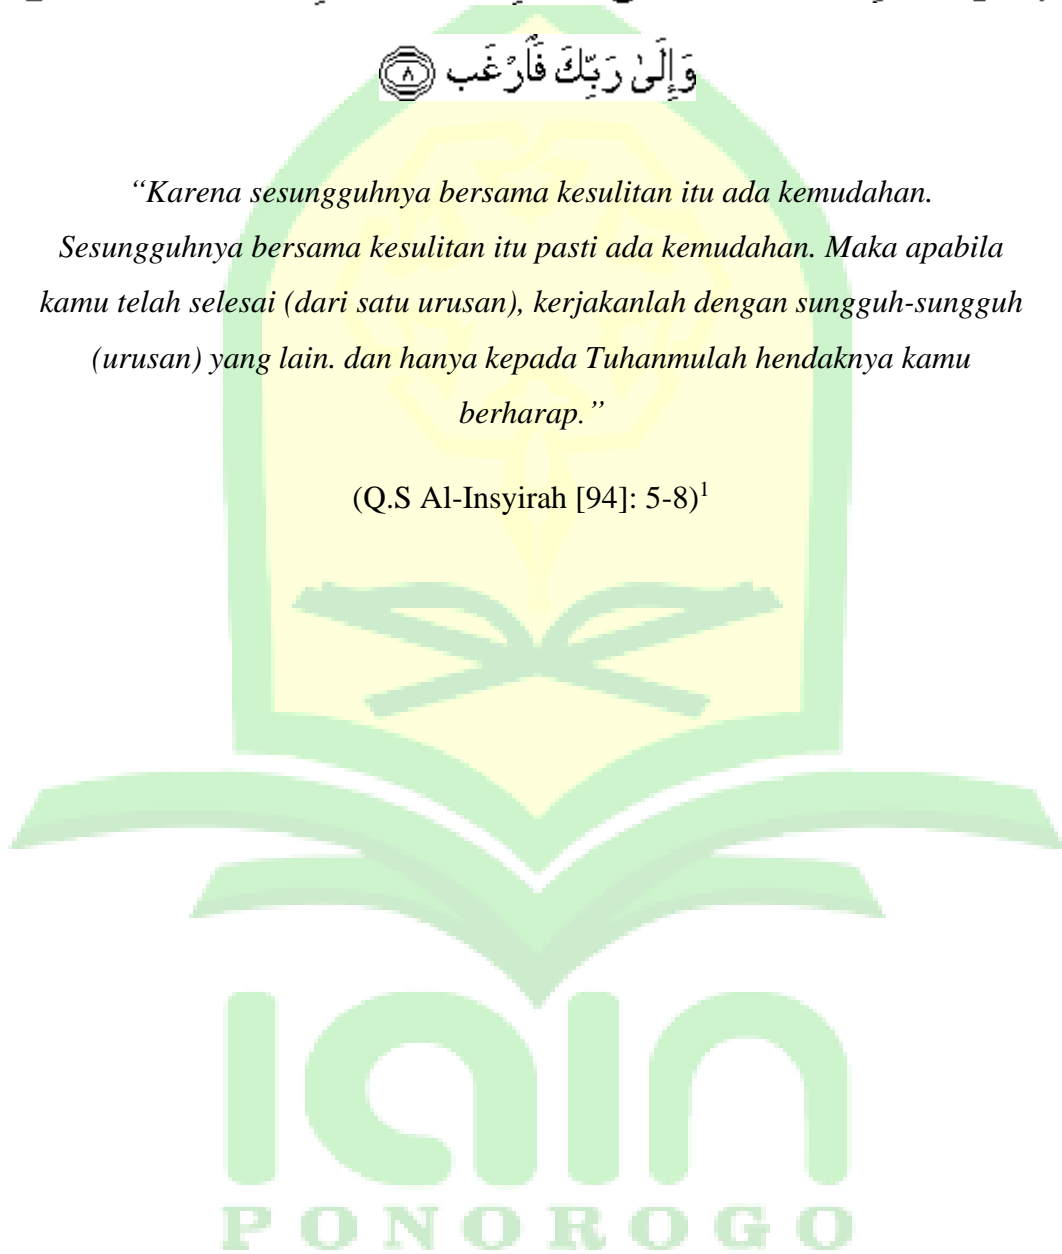 وَإِلَىٰ رَبِّكَ فَٱرْغَب ٨
“Karena sesungguhnya bersama kesulitan itu ada kemudahan.
Sesungguhnya bersama kesulitan itu pasti ada kemudahan. Maka apabila
kamu telah selesai (dari satu urusan), kerjakanlah dengan sungguh-sungguh
(urusan) yang lain. dan hanya kepada Tuhanmulah hendaknya kamu
berharap.”
(Q.S Al-Insyirah [94]: 5-8)¹
iain
PONOROGO